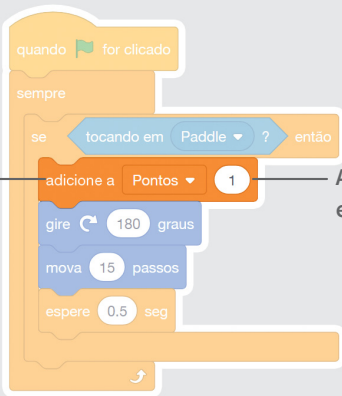 quando for clicado
sempre
se tocando em Paddle ? então
adicione a Pontos 1
gire 180 graus
mova 15 passos
espere 0.5 seg